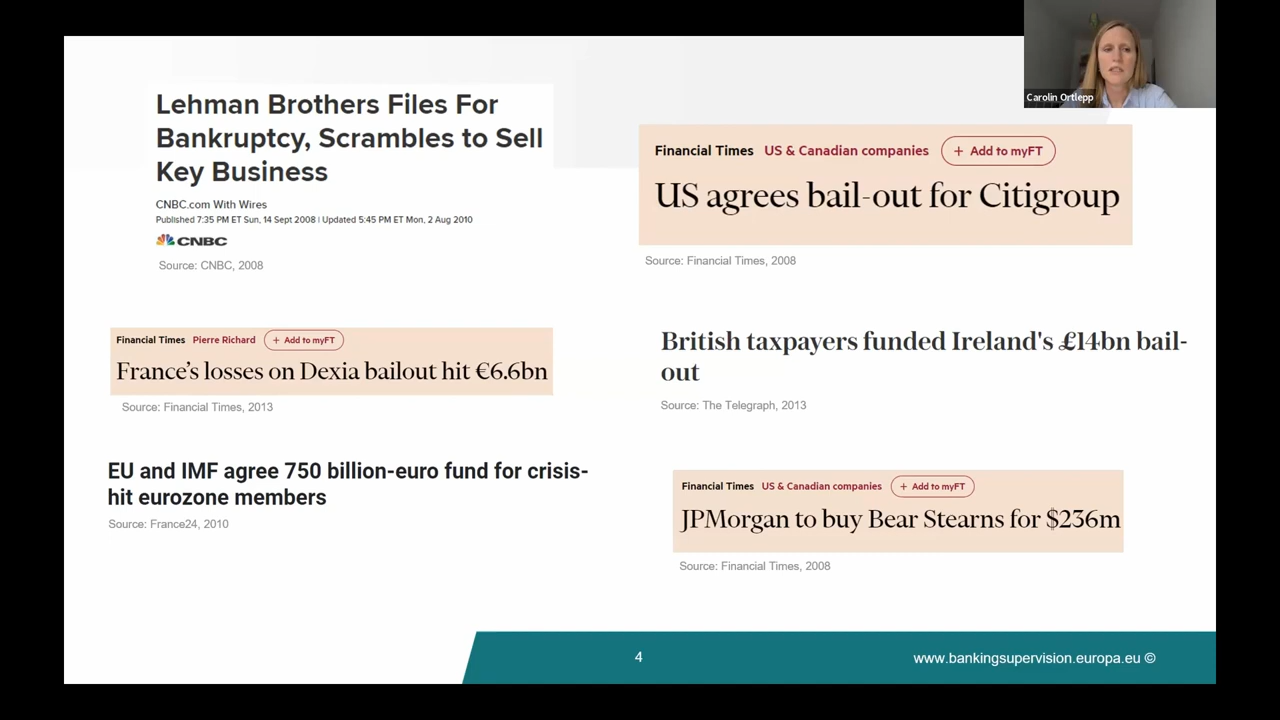 Carolin Ortlepp
Lehman Brothers Files For
Bankruptcy, Scrambles to Sell
Key Business
CNBC.com With Wires
Published 7:35 PM ET Sun, 14 Sept 2008 | Updated 5:45 PM ET Mon, 2 Aug 2010
CNBC
Source: CNBC, 2008
Financial Times US & Canadian companies + Add to myFT
US agrees bail-out for Citigroup
Source: Financial Times, 2008
Financial Times Pierre Richard + Add to myFT
France's losses on Dexia bailout hit €6.6bn
Source: Financial Times, 2013
British taxpayers funded Ireland's £14bn bail-
out
Source: The Telegraph, 2013
EU and IMF agree 750 billion-euro fund for crisis-
hit eurozone members
Source: France24, 2010
Financial Times US & Canadian companies + Add to myFT
JPMorgan to buy Bear Stearns for $236m
Source: Financial Times, 2008
4
www.bankingsupervision.europa.eu ©